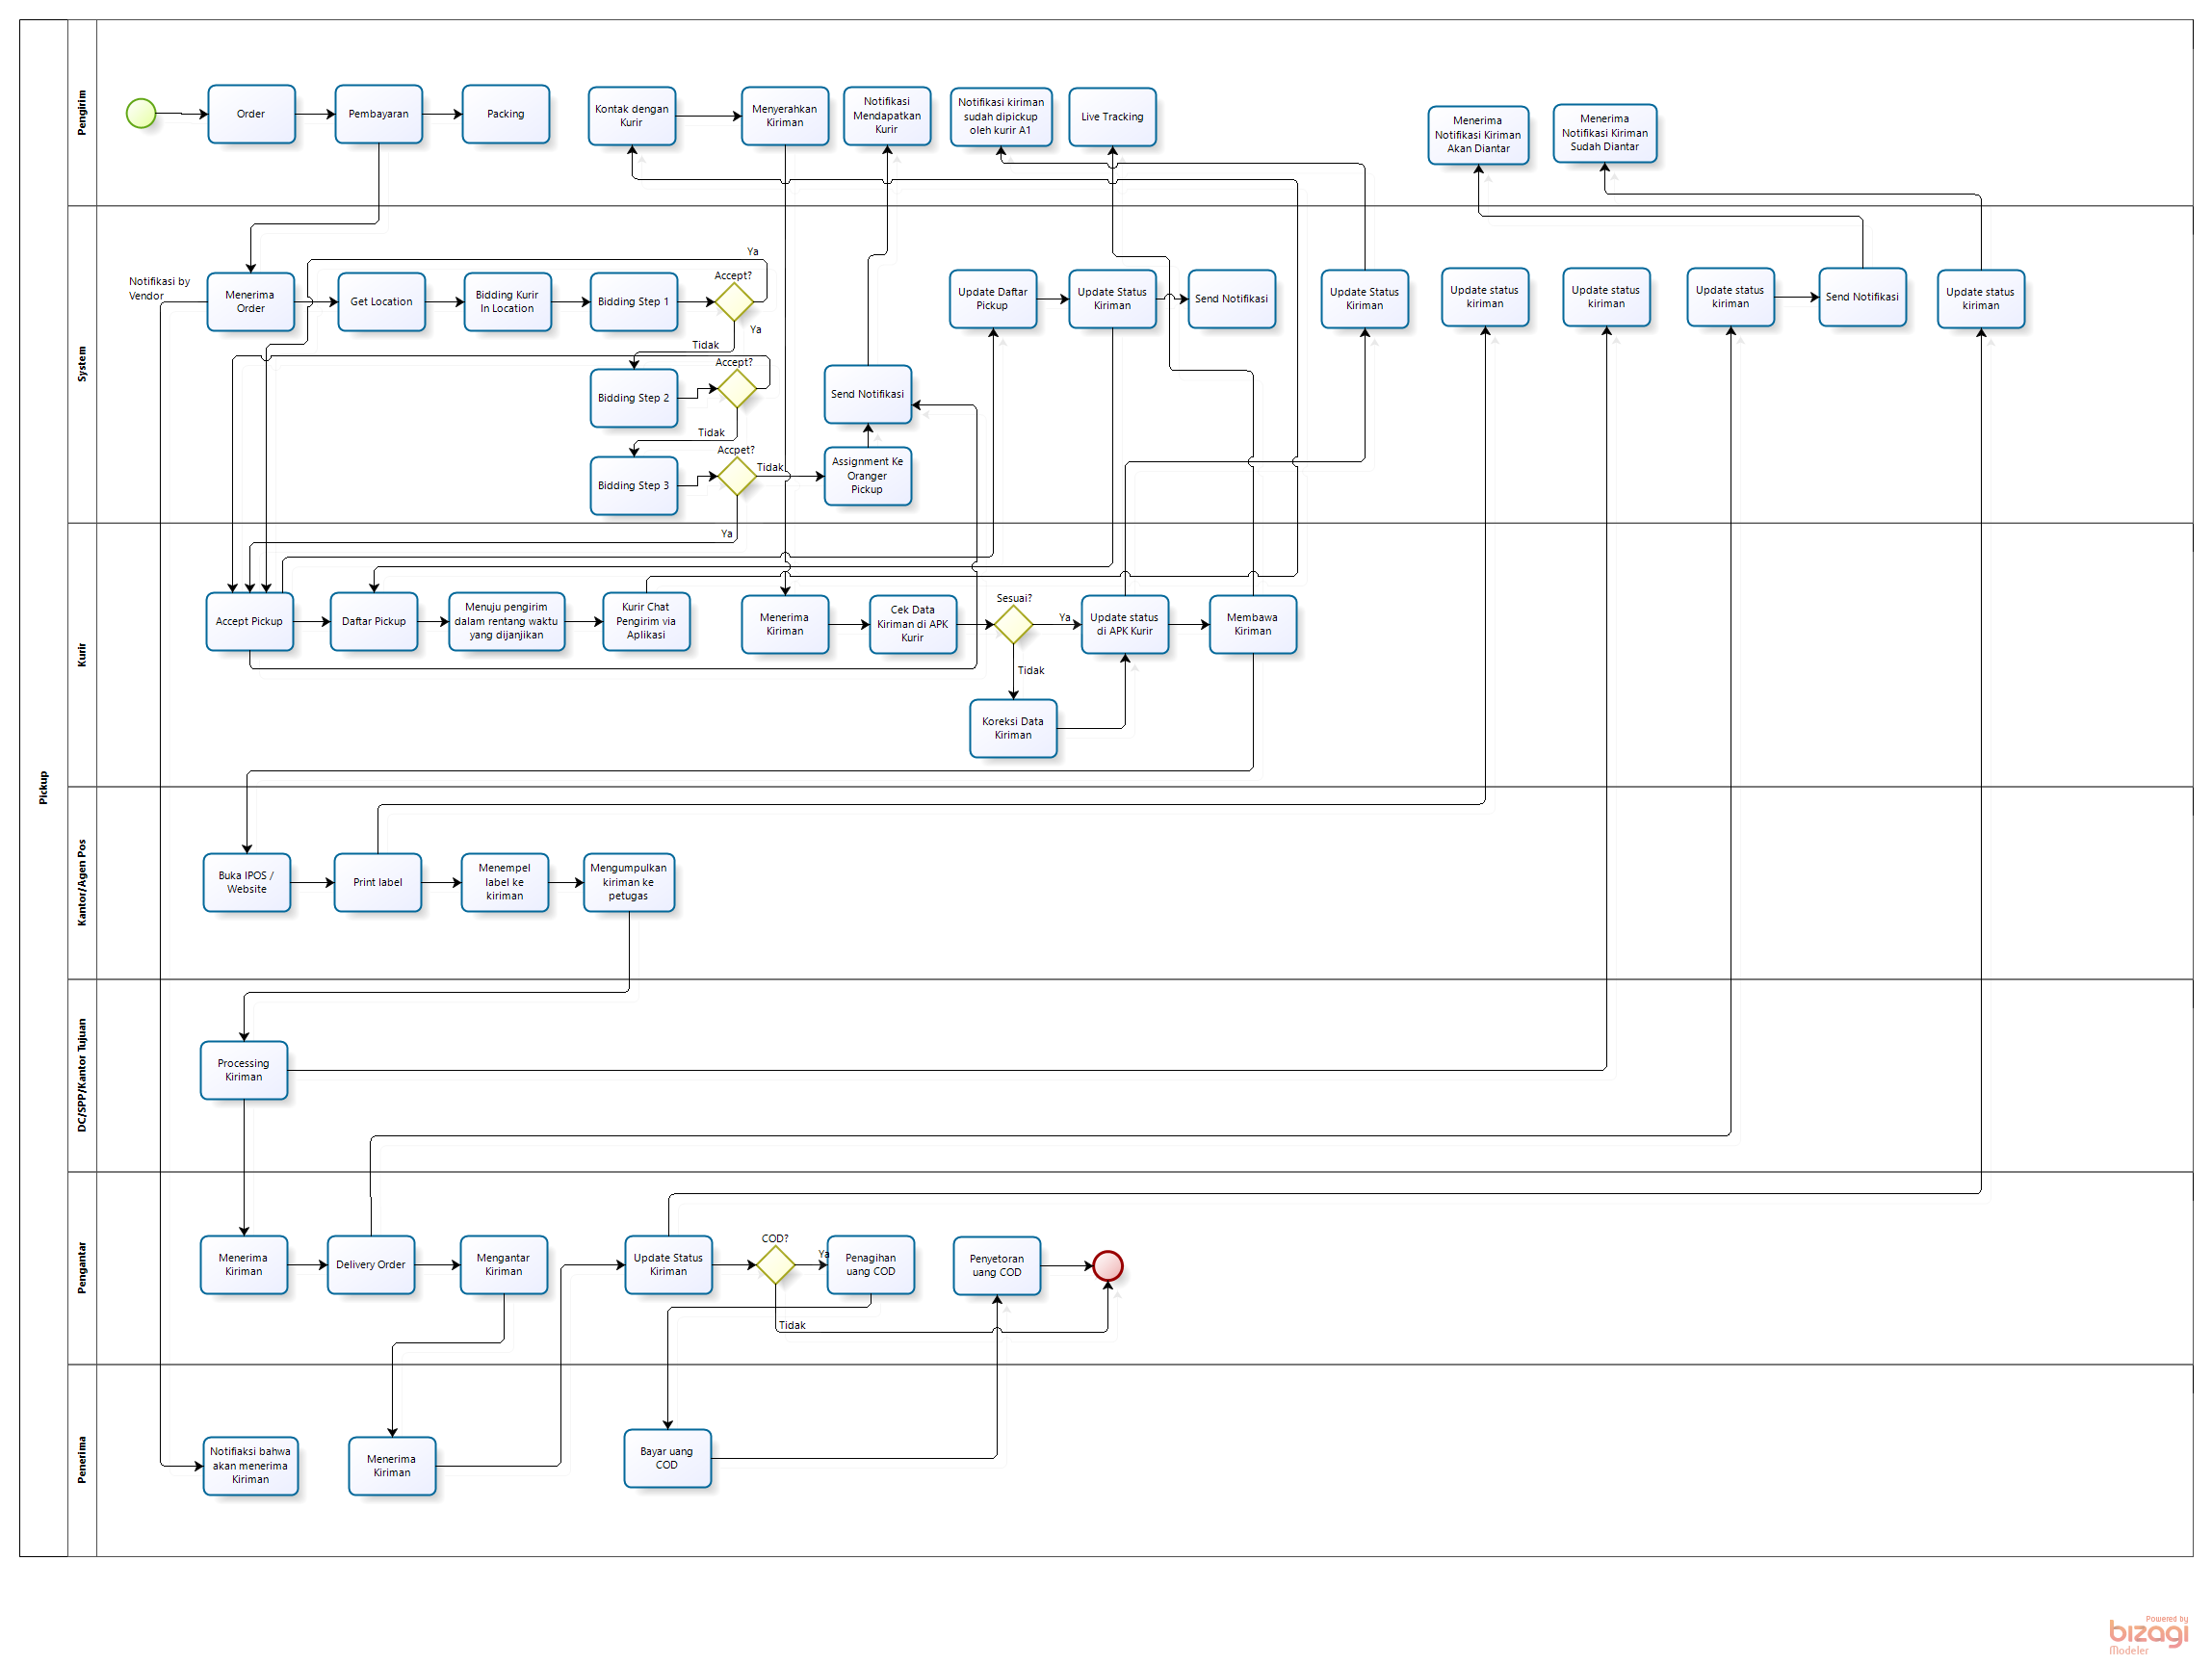 Pickup
Pengirim
Order
Pembayaran
Packing
Kontak dengan
Kurir
Menyerahkan
Kiriman
Notifikasi
Mendapatkan
Kurir
Notifikasi kiriman
sudah dipickup
oleh kurir A1
Live Tracking
Menerima
Notifikasi Kiriman
Akan Diantar
Menerima
Notifikasi Kiriman
Sudah Diantar
System
Notifikasi by
Vendor
Menerima
Order
Get Location
Bidding Kurir
In Location
Bidding Step 1
Accept?
Ya
Ya
Tidak
Bidding Step 2
Accept?
Tidak
Bidding Step 3
Accpet?
Tidak
Ya
Send Notifikasi
Assignment Ke
Oranger
Pickup
Update Daftar
Pickup
Update Status
Kiriman
Send Notifikasi
Update Status
Kiriman
Update status
kiriman
Update status
kiriman
Update status
kiriman
Send Notifikasi
Update status
kiriman
Kurir
Accept Pickup
Daftar Pickup
Menuju pengirim
dalam rentang waktu
yang dijanjikan
Kurir Chat
Pengirim via
Aplikasi
Menerima
Kiriman
Cek Data
Kiriman di APK
Kurir
Sesuai?
Ya
Tidak
Update status
di APK Kurir
Membawa
Kiriman
Koreksi Data
Kiriman
Kantor/Agen Pos
Buka IPOS /
Website
Print label
Menempel
label ke
kiriman
Mengumpulkan
kiriman ke
petugas
DC/SPP/Kantor Tujuan
Processing
Kiriman
Pengantar
Menerima
Kiriman
Delivery Order
Mengantar
Kiriman
Update Status
Kiriman
COD?
Ya
Tidak
Penagihan
uang COD
Penyetoran
uang COD
Penerima
Notifiaksi bahwa
akan menerima
Kiriman
Menerima
Kiriman
Bayar uang
COD
Powered by
bizagi
Modeler